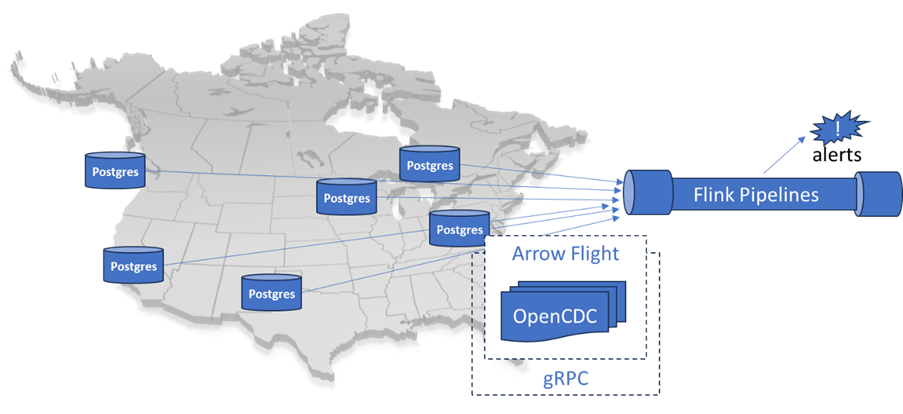 !
alerts
Postgres
Postgres
Postgres
Flink Pipelines
Postgres
Postgres
Postgres
Arrow Flight
OpenCDC
gRPC